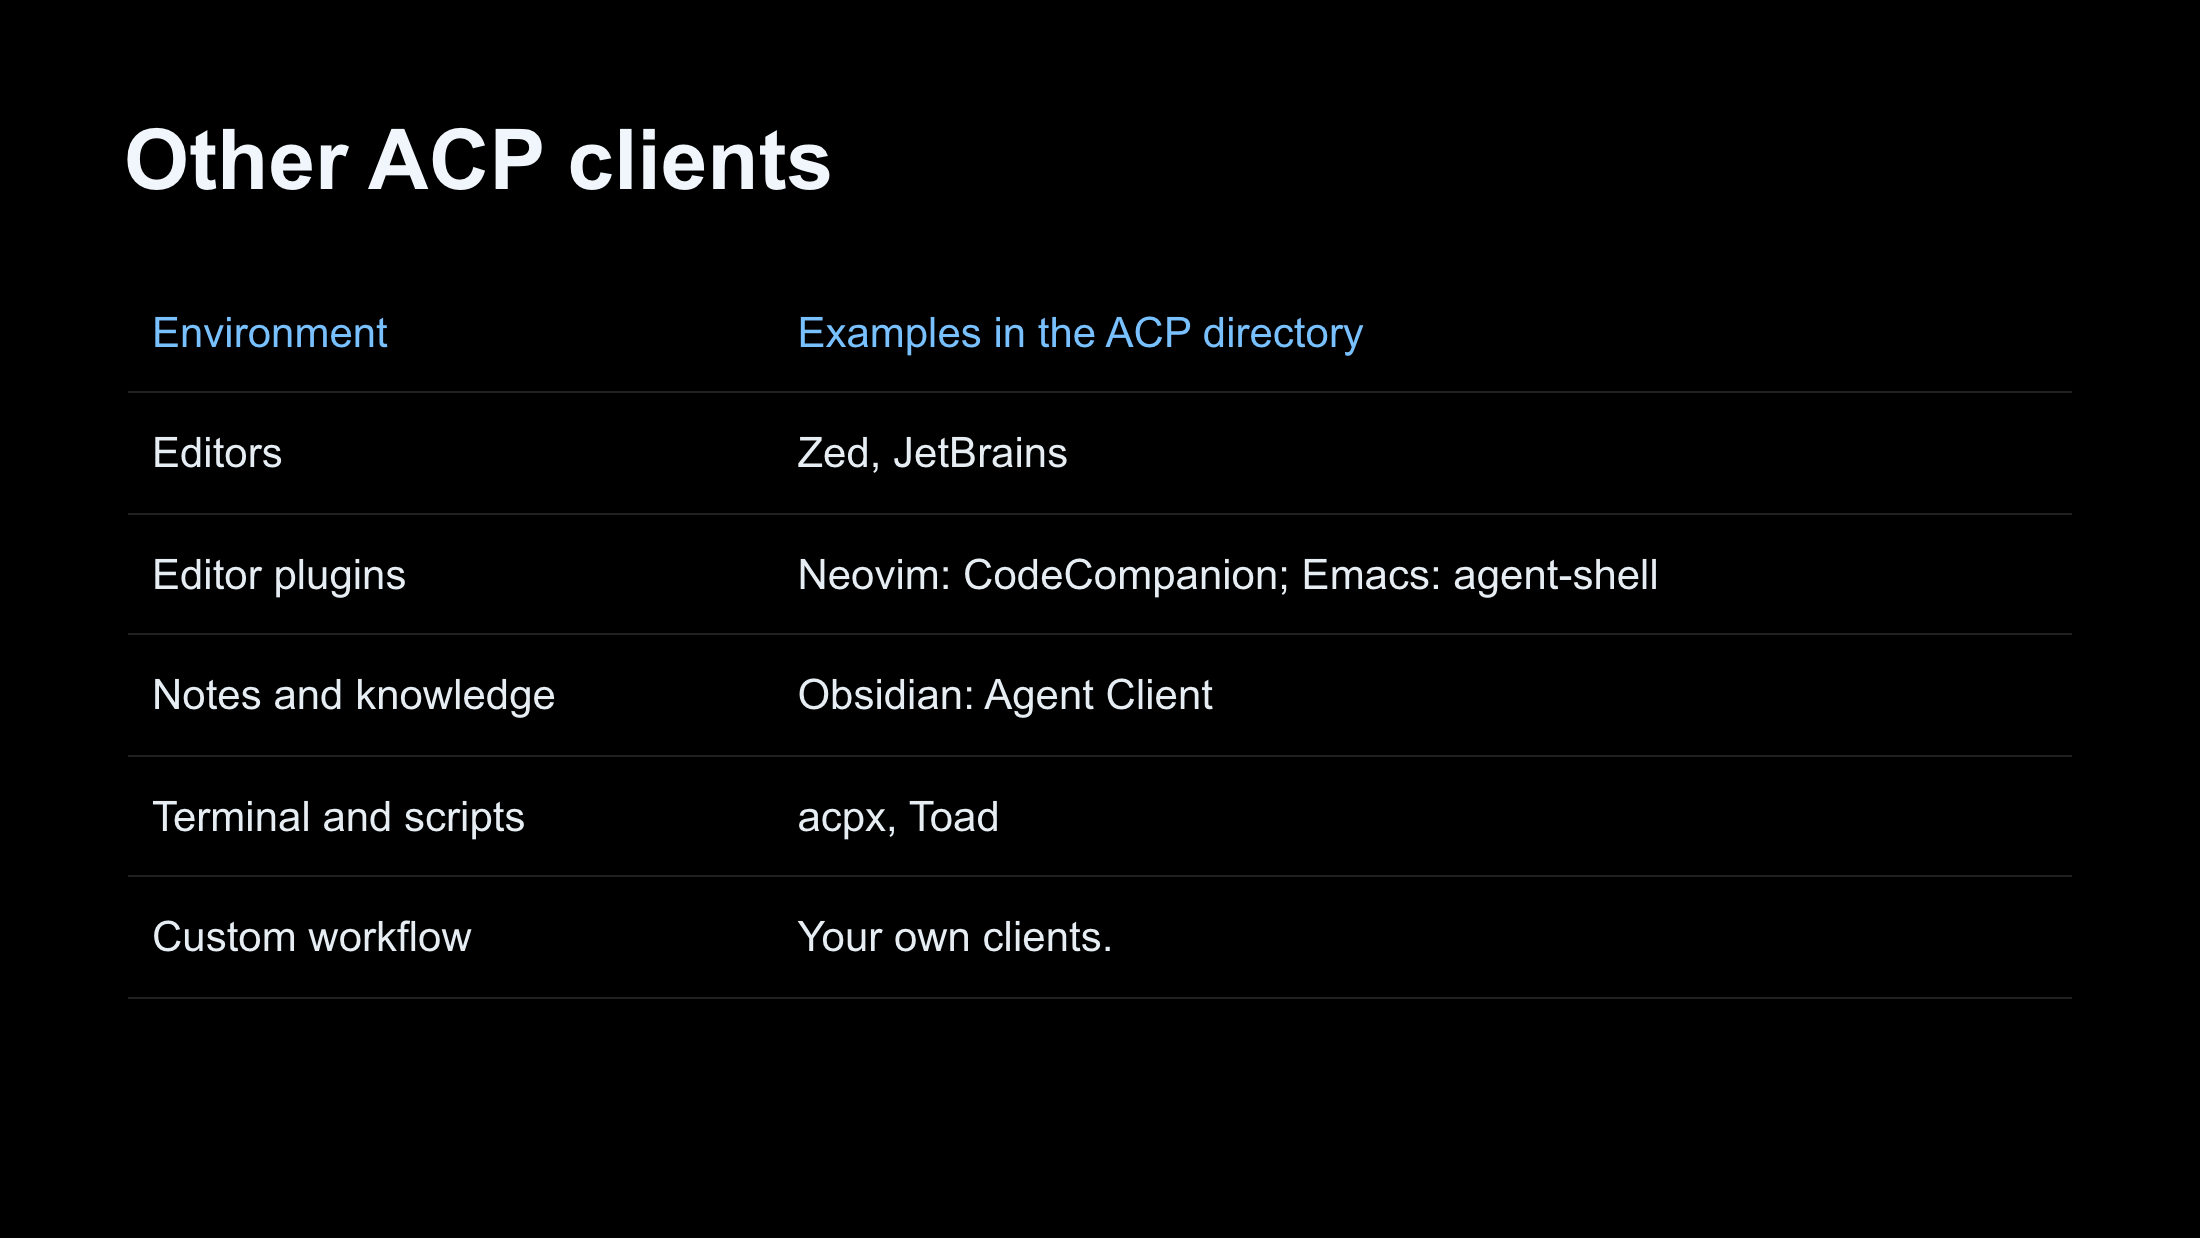 Other ACP clients
Environment
Examples in the ACP directory
Editors
Zed, JetBrains
Editor plugins
Neovim: CodeCompanion; Emacs: agent-shell
Notes and knowledge
Obsidian: Agent Client
Terminal and scripts
acpx, Toad
Custom workflow
Your own clients.